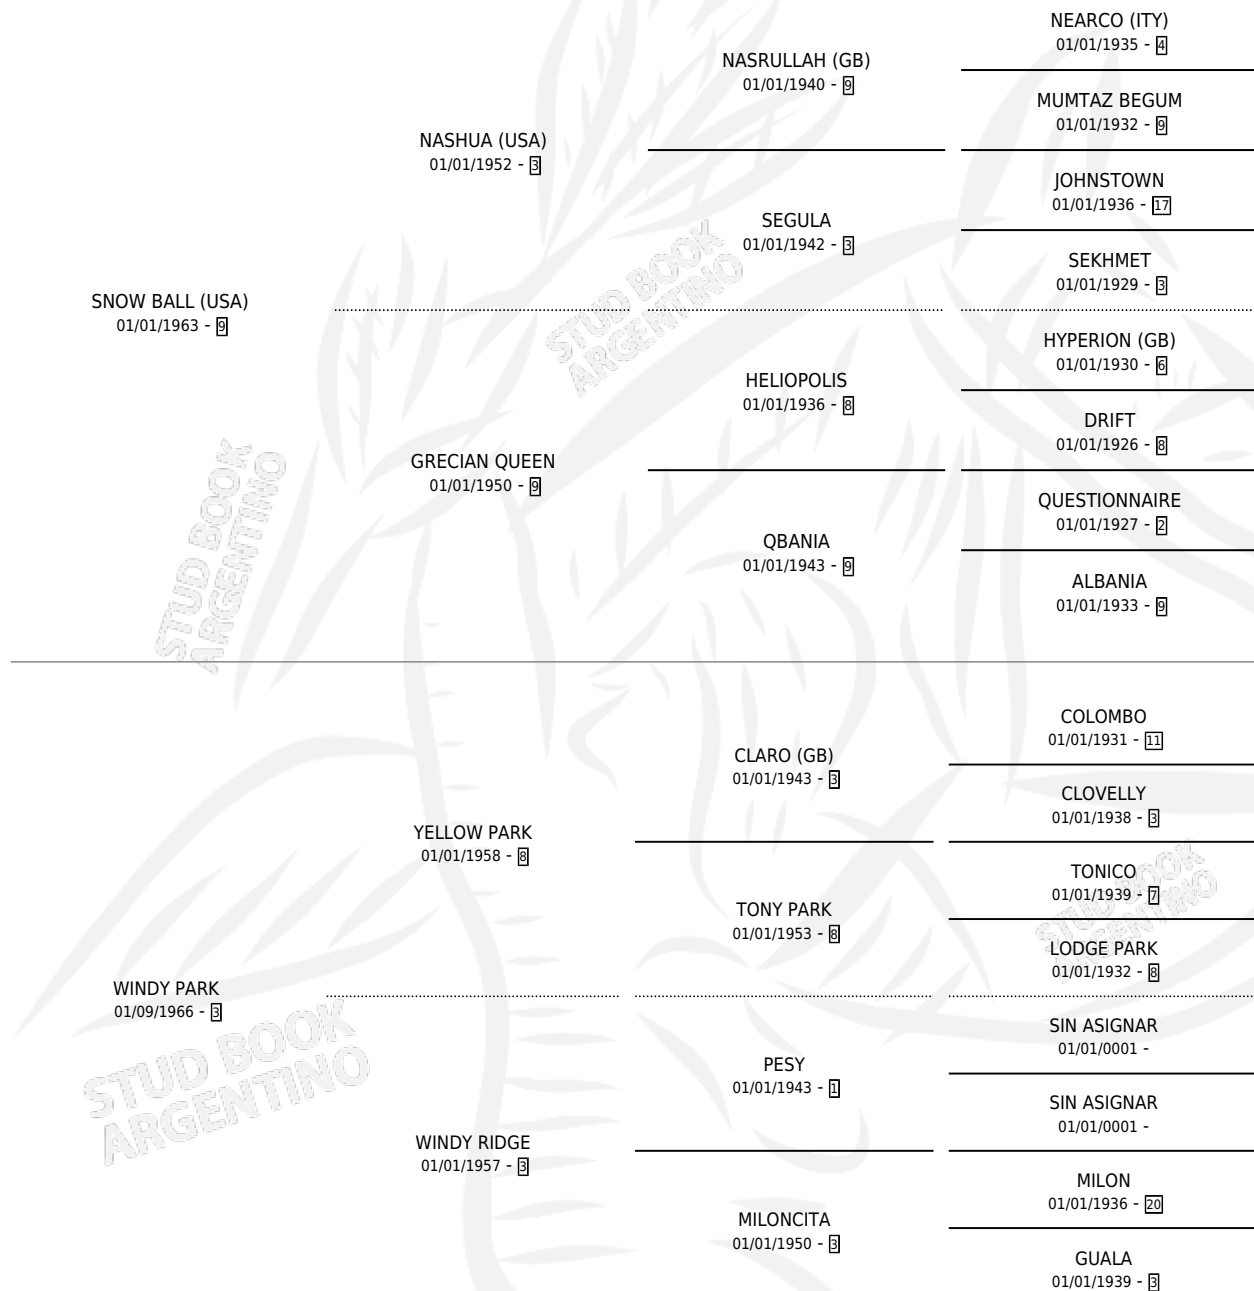 SNOW BALL (USA)
01/01/1963 - 9
NASHUA (USA)
01/01/1952 - 3
GRECIAN QUEEN
01/01/1950 - 9
NASRULLAH (GB)
01/01/1940 - 9
SEGULA
01/01/1942 - 3
HELIOPOLIS
01/01/1936 - 8
QBANIA
01/01/1943 - 9
NEARCO (ITY)
01/01/1935 - 4
MUMTAZ BEGUM
01/01/1932 - 9
JOHNSTOWN
01/01/1936 - 17
SEKHMET
01/01/1929 - 3
HYPERION (GB)
01/01/1930 - 6
DRIFT
01/01/1926 - 8
QUESTIONNAIRE
01/01/1927 - 2
ALBANIA
01/01/1933 - 9
WINDY PARK
01/09/1966 - 3
YELLOW PARK
01/01/1958 - 8
WINDY RIDGE
01/01/1957 - 3
CLARO (GB)
01/01/1943 - 3
TONY PARK
01/01/1953 - 8
PESY
01/01/1943 - 1
MILONCITA
01/01/1950 - 3
COLOMBO
01/01/1931 - 11
CLOVELLY
01/01/1938 - 3
TONICO
01/01/1939 - 7
LODGE PARK
01/01/1932 - 8
SIN ASIGNAR
01/01/0001 -
SIN ASIGNAR
01/01/0001 -
MILON
01/01/1936 - 20
GUALA
01/01/1939 - 3
STUD BOOK
ARGENTINO
STUD BOOK
ARGENTINO
STUD BOOK
ARGENTINO
STUD BOOK
ARGENTINO